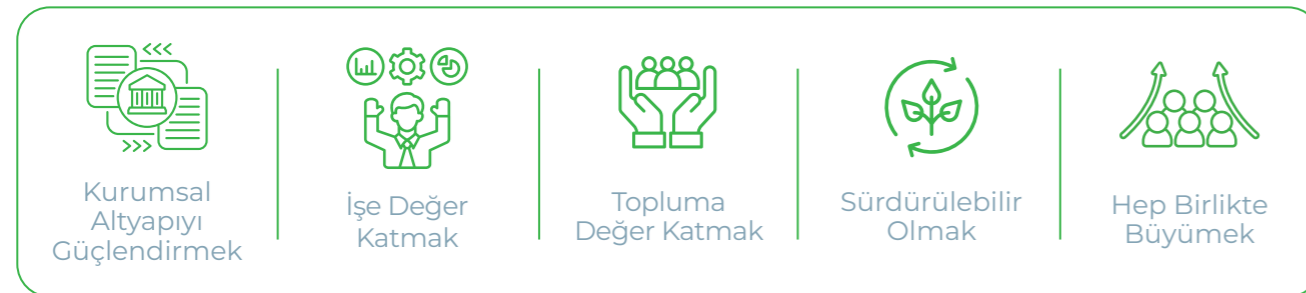 Kurumsal
Altyapıyı
Güçlendirmek
İşe Değer
Katmak
Topluma
Değer Katmak
Sürdürülebilir
Olmak
Hep Birlikte
Büyümek